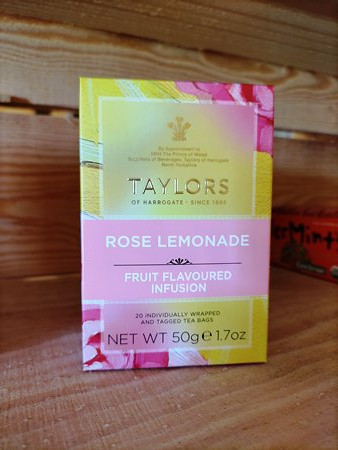 By Appointment to
HRH The Prince of Wales
Suppliers of Beverages, Taylors of Harrogate
North Yorkshire
TAYLORS
OF HARROGATE · SINCE 1886
ROSE LEMONADE
FRUIT FLAVOURED
INFUSION
20 INDIVIDUALLY WRAPPED
AND TAGGED TEA BAGS
NET WT 50g ℮ 1.7oz
erMint